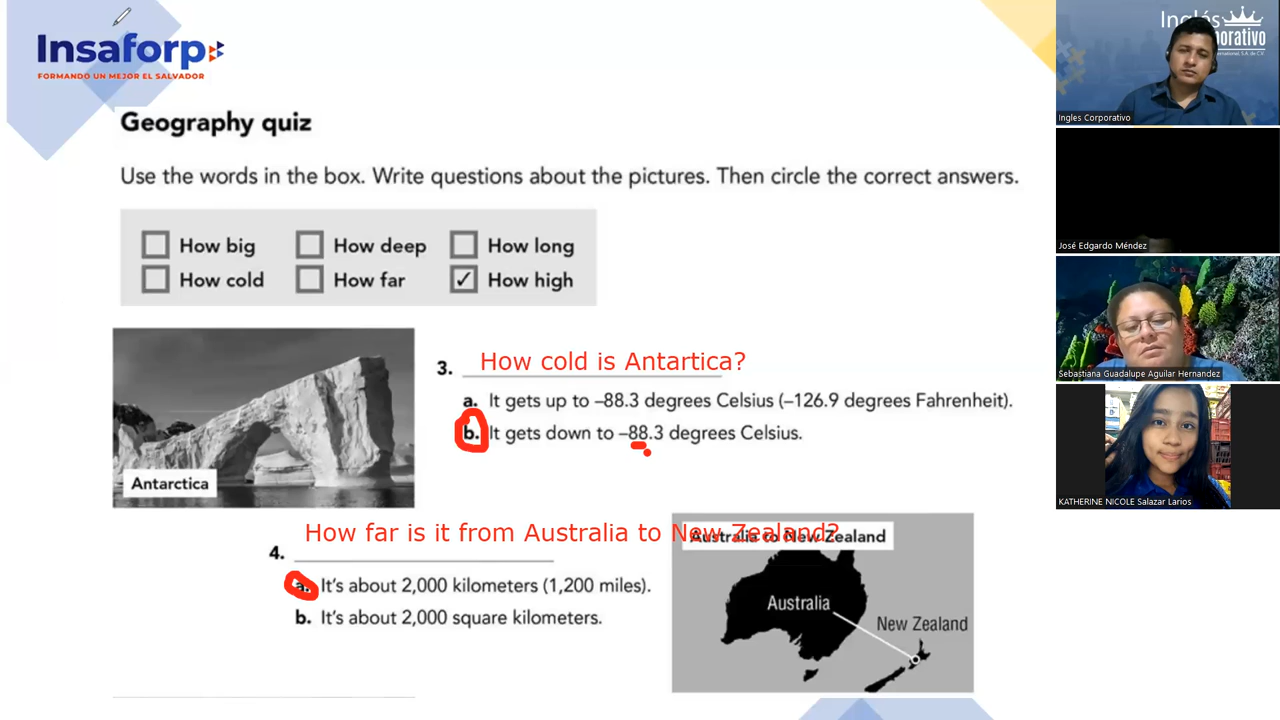 Insaforp
FORMANDO UN MEJOR EL SALVADOR
Geography quiz
Use the words in the box. Write questions about the pictures. Then circle the correct answers.
How big How deep How long
How cold How far ✓ How high
Antarctica
3. How cold is Antartica?
a. It gets up to –88.3 degrees Celsius (–126.9 degrees Fahrenheit).
b. It gets down to –88.3 degrees Celsius.
4. How far is it from Australia to New Zealand?
a. It's about 2,000 kilometers (1,200 miles).
b. It's about 2,000 square kilometers.
Australia to New Zealand
Australia
New Zealand
Inglés
Ingles Corporativo
José Edgardo Méndez
Sebastiana Guadalupe Aguilar Hernandez
KATHERINE NICOLE Salazar Larios